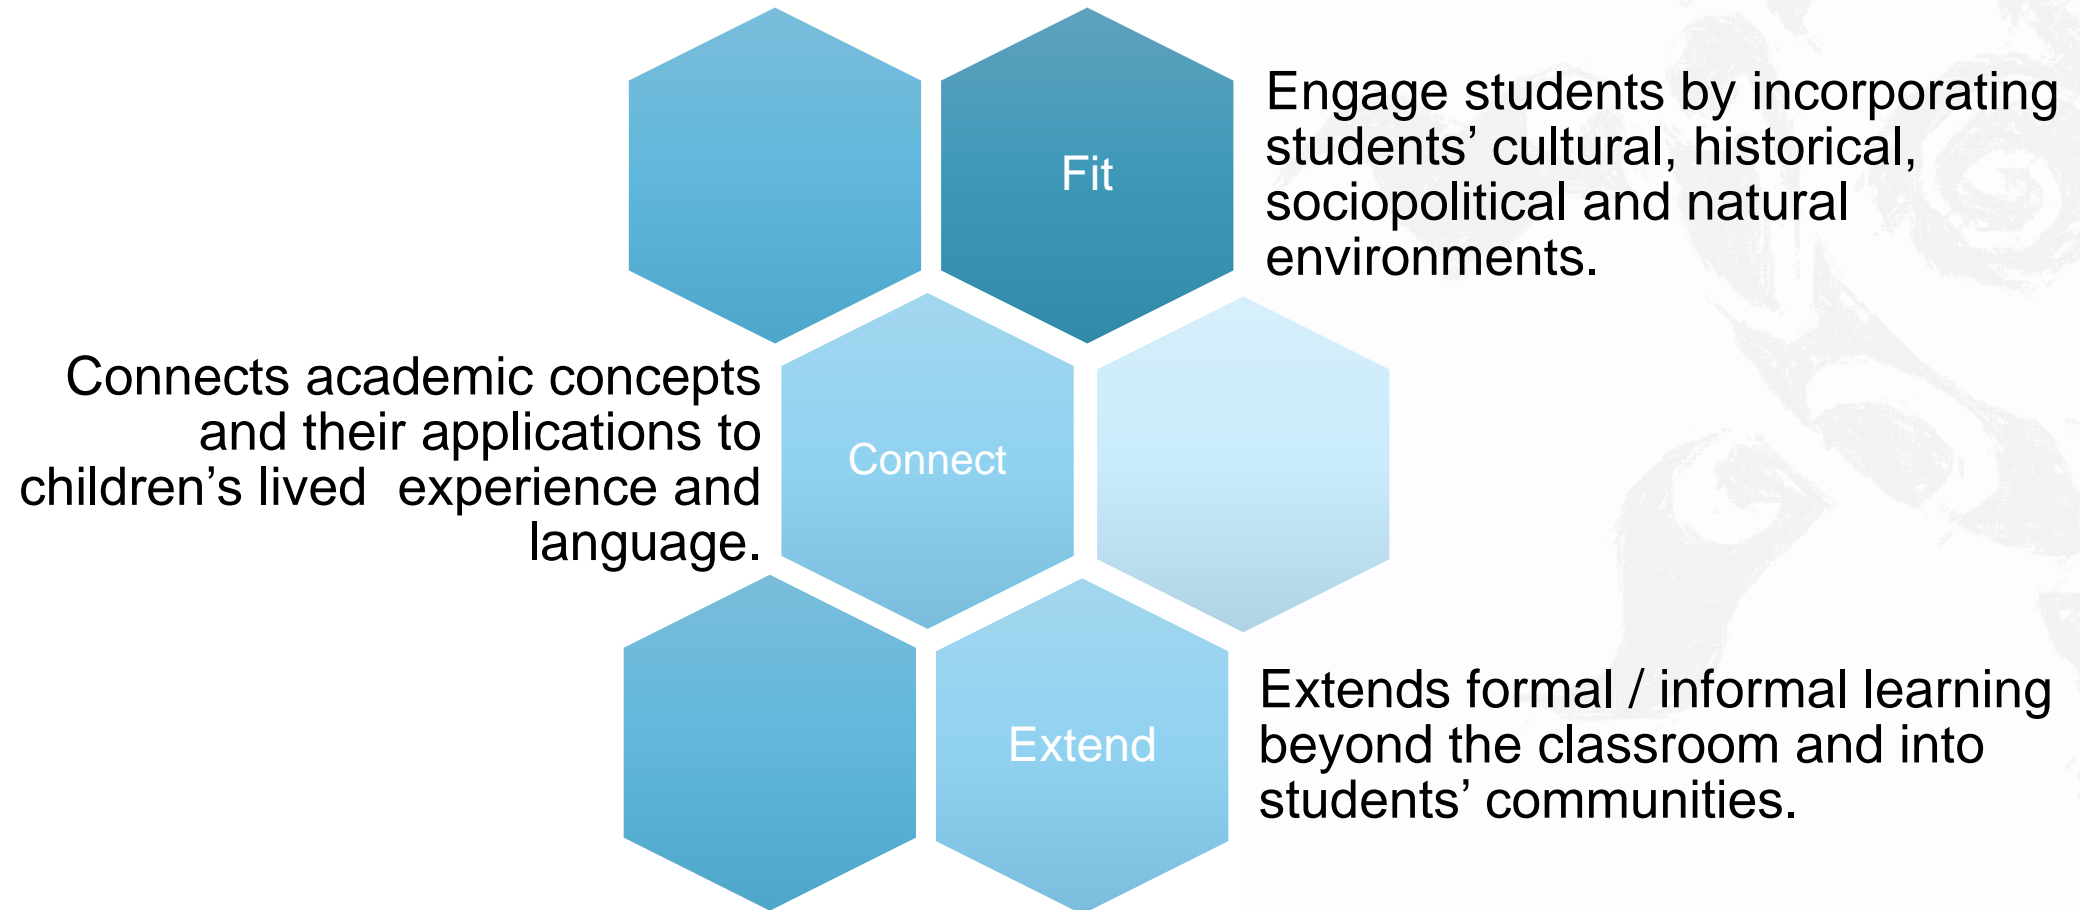 Fit
Engage students by incorporating
students’ cultural, historical,
sociopolitical and natural
environments.
Connects academic concepts
and their applications to
children’s lived  experience and
language.
Connect
Extend
Extends formal / informal learning
beyond the classroom and into
students’ communities.